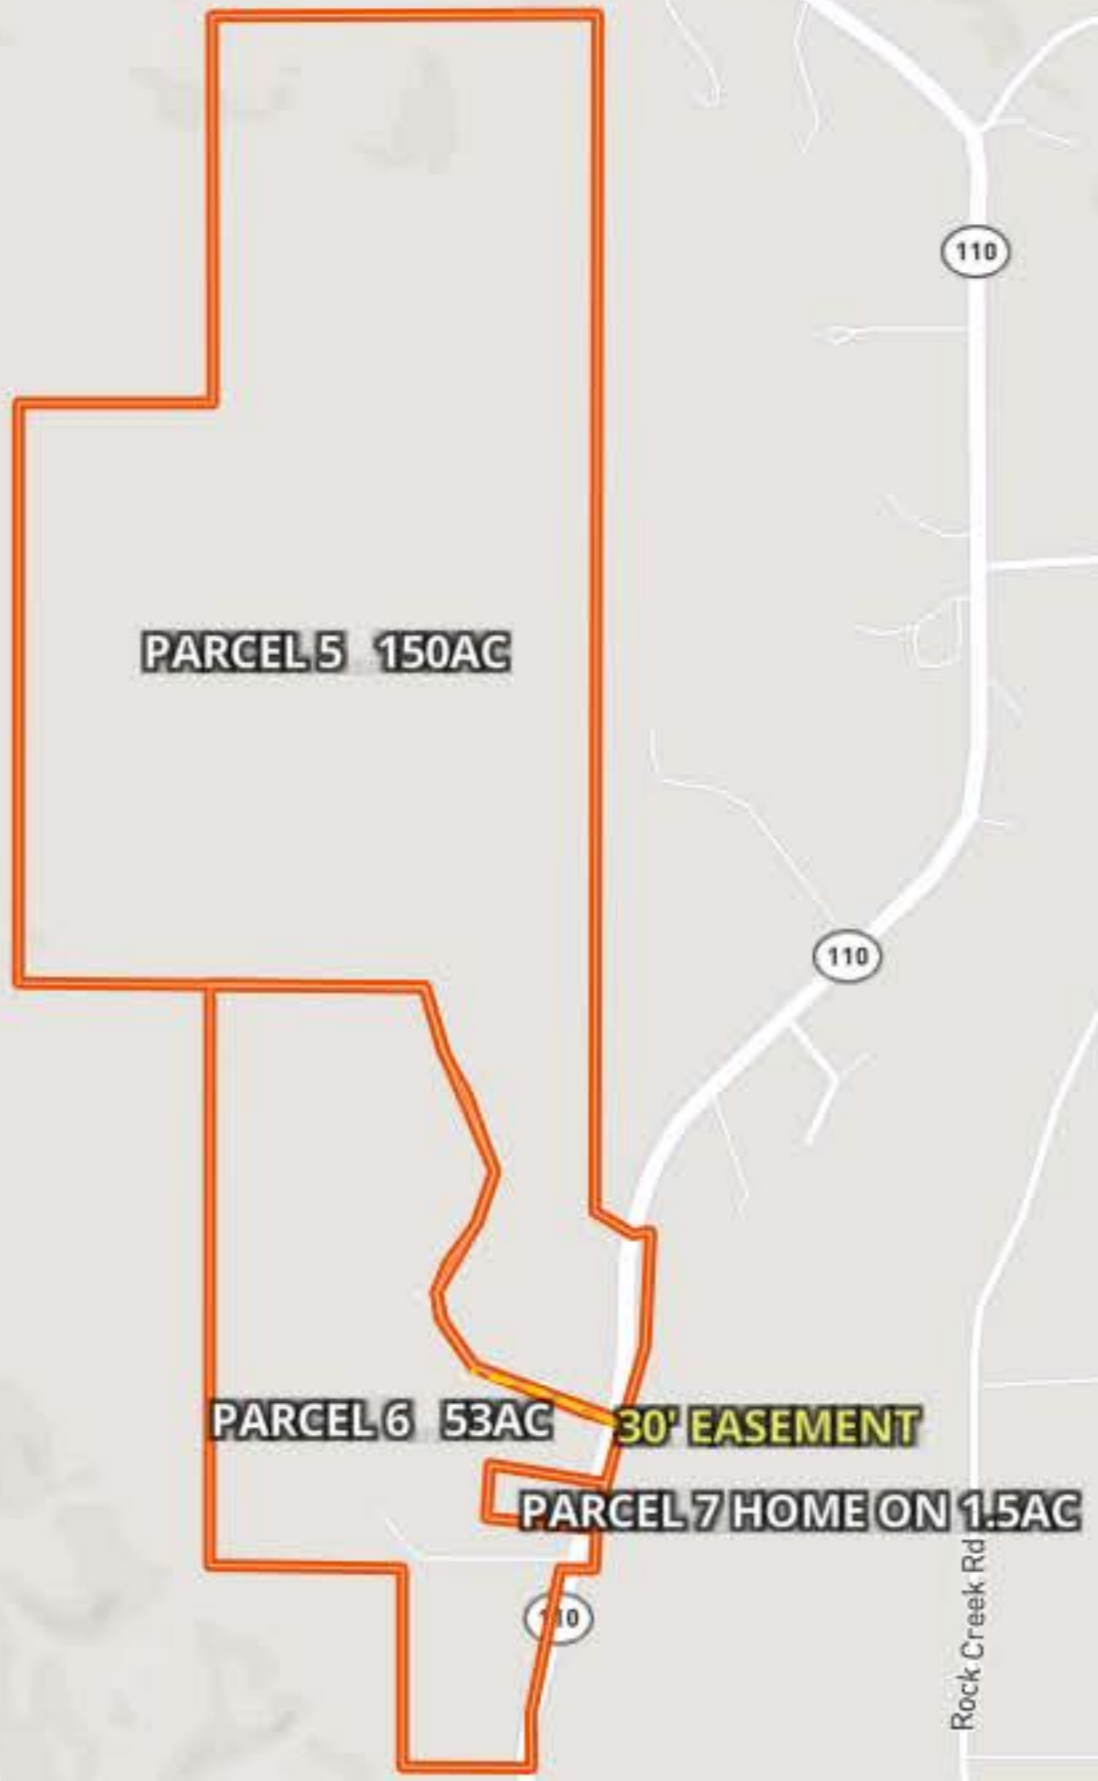 110
PARCEL 5 150AC
110
PARCEL 6 53AC
30' EASEMENT
PARCEL 7 HOME ON 1.5AC
110
Rock Creek Rd